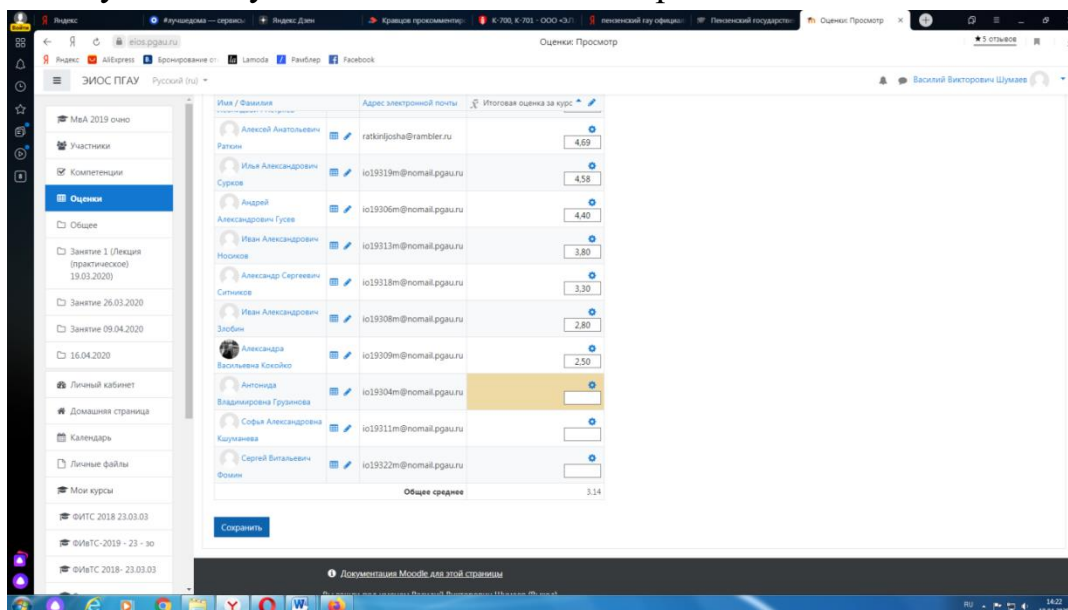 Яндекс
#лучшедома — сервисы
Яндекс Дзен
Кравцов прокомментир
К-700, К-701 - ООО «ЭЛ
пензенский гау официал
Пензенский государстве
Оценки: Просмотр
eios.pgau.ru
Оценки: Просмотр
★ 5 отзывов
Яндекс
AliExpress
Бронирование от
Lamoda
Рамблер
Facebook
ЭИОС ПГАУ
Русский (ru)
Василий Викторович Шумаев
МвА 2019 очно
Участники
Компетенции
Оценки
Общее
Занятие 1 (Лекция
(практическое)
19.03.2020)
Занятие 26.03.2020
Занятие 09.04.2020
16.04.2020
Личный кабинет
Домашняя страница
Календарь
Личные файлы
Мои курсы
ФИТС 2018 23.03.03
ФИвТС-2019 - 23 - зо
ФИвТС 2018- 23.03.03
Имя / Фамилия
Адрес электронной почты
Итоговая оценка за курс
Алексей Анатольевич
Раткин
ratkinljosha@rambler.ru
4,69
Илья Александрович
Сурков
io19319m@nomail.pgau.ru
4,58
Андрей
Александрович Гусев
io19306m@nomail.pgau.ru
4,40
Иван Александрович
Носиков
io19313m@nomail.pgau.ru
3,80
Александр Сергеевич
Ситников
io19318m@nomail.pgau.ru
3,30
Иван Александрович
Злобин
io19308m@nomail.pgau.ru
2,80
Александра
Васильевна Кокойко
io19309m@nomail.pgau.ru
2,50
Антонида
Владимировна Грузинова
io19304m@nomail.pgau.ru
Софья Александровна
Кшуманева
io19311m@nomail.pgau.ru
Сергей Витальевич
Фомин
io19322m@nomail.pgau.ru
Общее среднее
3,14
Сохранить
Документация Moodle для этой страницы
RU
14:22